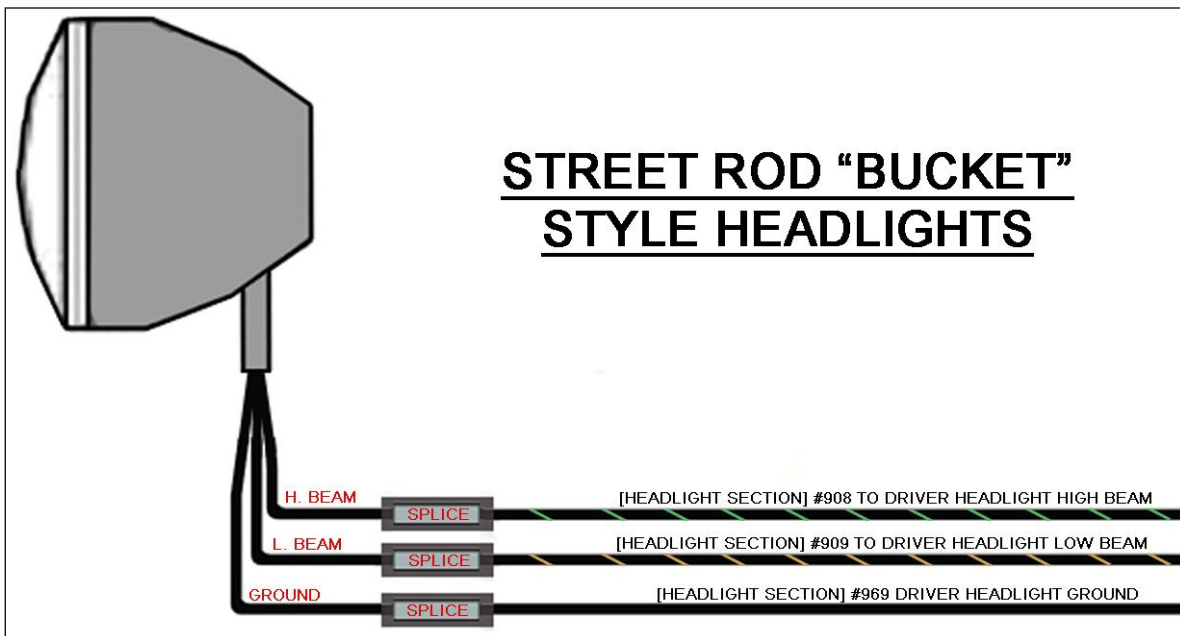 STREET ROD “BUCKET”
STYLE HEADLIGHTS
H. BEAM
SPLICE
[HEADLIGHT SECTION] #908 TO DRIVER HEADLIGHT HIGH BEAM
L. BEAM
SPLICE
[HEADLIGHT SECTION] #909 TO DRIVER HEADLIGHT LOW BEAM
GROUND
SPLICE
[HEADLIGHT SECTION] #969 DRIVER HEADLIGHT GROUND